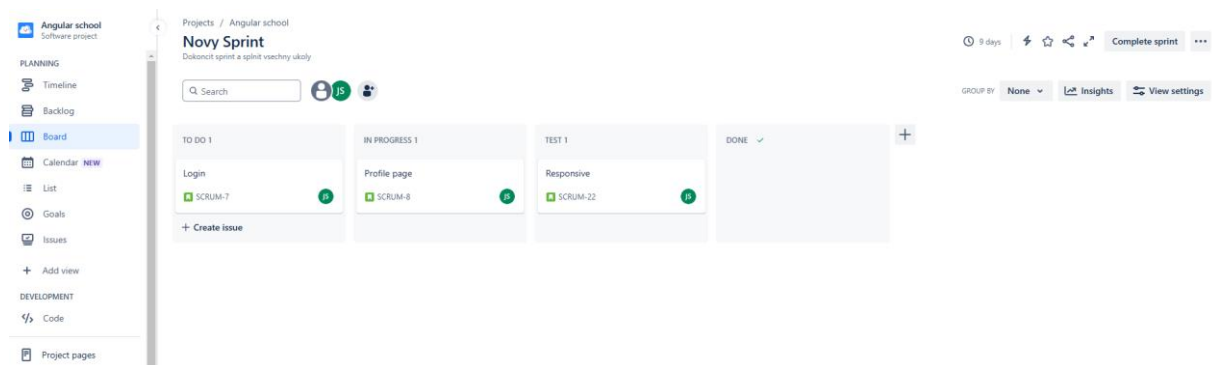 Angular school
Software project
PLANNING
Timeline
Backlog
Board
Calendar NEW
List
Goals
Issues
+ Add view
DEVELOPMENT
Code
Project pages
Projects / Angular school
Novy Sprint
Dokoncit sprint a splnit vsechny ukoly
9 days
Complete sprint
Search
JS
GROUP BY None
Insights
View settings
TO DO 1
Login
SCRUM-7
JS
+ Create issue
IN PROGRESS 1
Profile page
SCRUM-8
JS
TEST 1
Responsive
SCRUM-22
JS
DONE